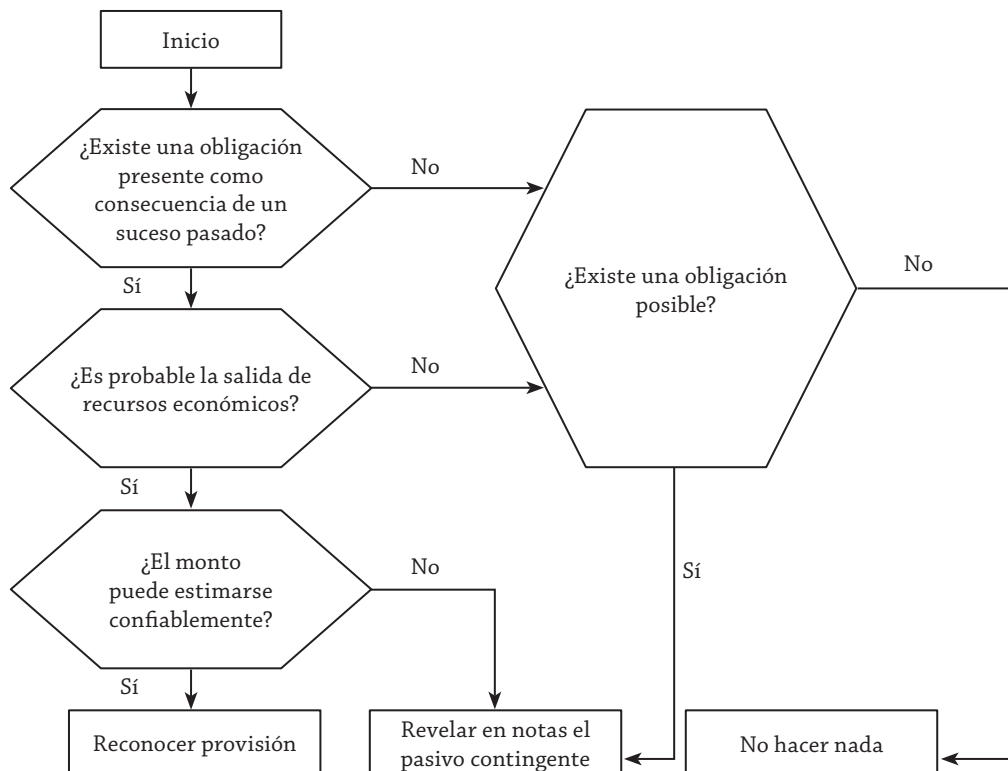 Inicio
¿Existe una obligación
presente como
consecuencia de un
suceso pasado?
No
Sí
¿Existe una obligación
posible?
No
¿Es probable la salida de
recursos económicos?
No
Sí
¿El monto
puede estimarse
confiablemente?
No
Sí
Sí
Reconocer provisión
Revelar en notas el
pasivo contingente
No hacer nada